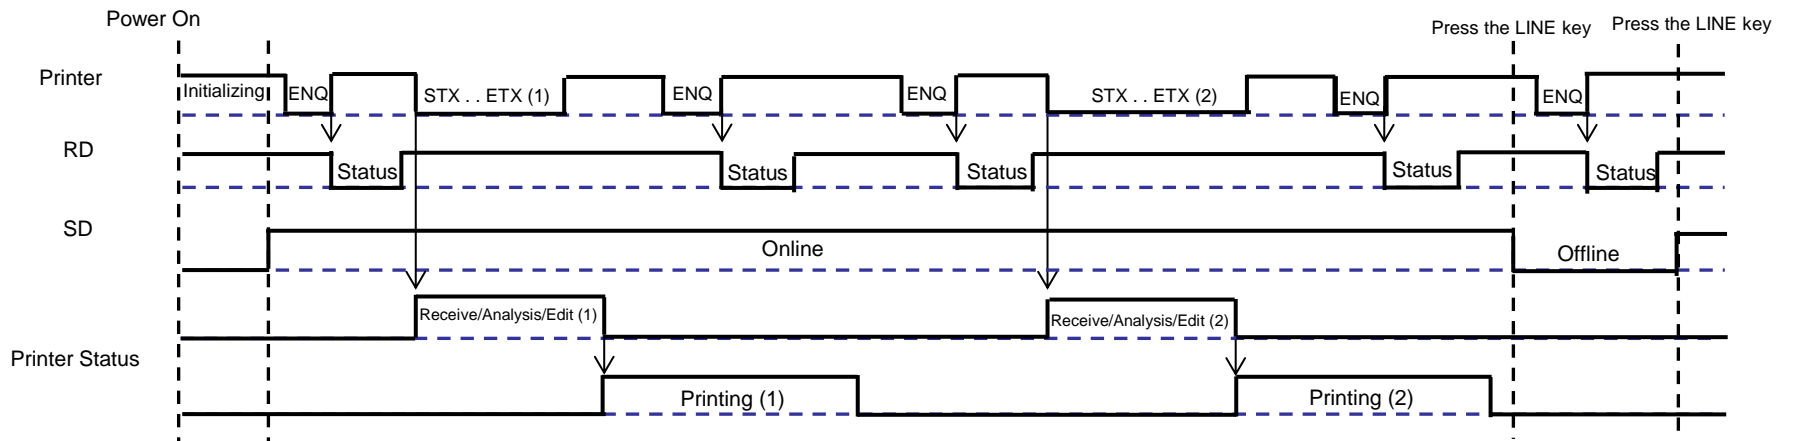 Power On
Press the LINE key
Press the LINE key
Printer
Initializing
ENQ
STX . . ETX (1)
ENQ
ENQ
STX . . ETX (2)
ENQ
ENQ
RD
Status
Status
Status
Status
Status
SD
Online
Offline
Receive/Analysis/Edit (1)
Receive/Analysis/Edit (2)
Printer Status
Printing (1)
Printing (2)